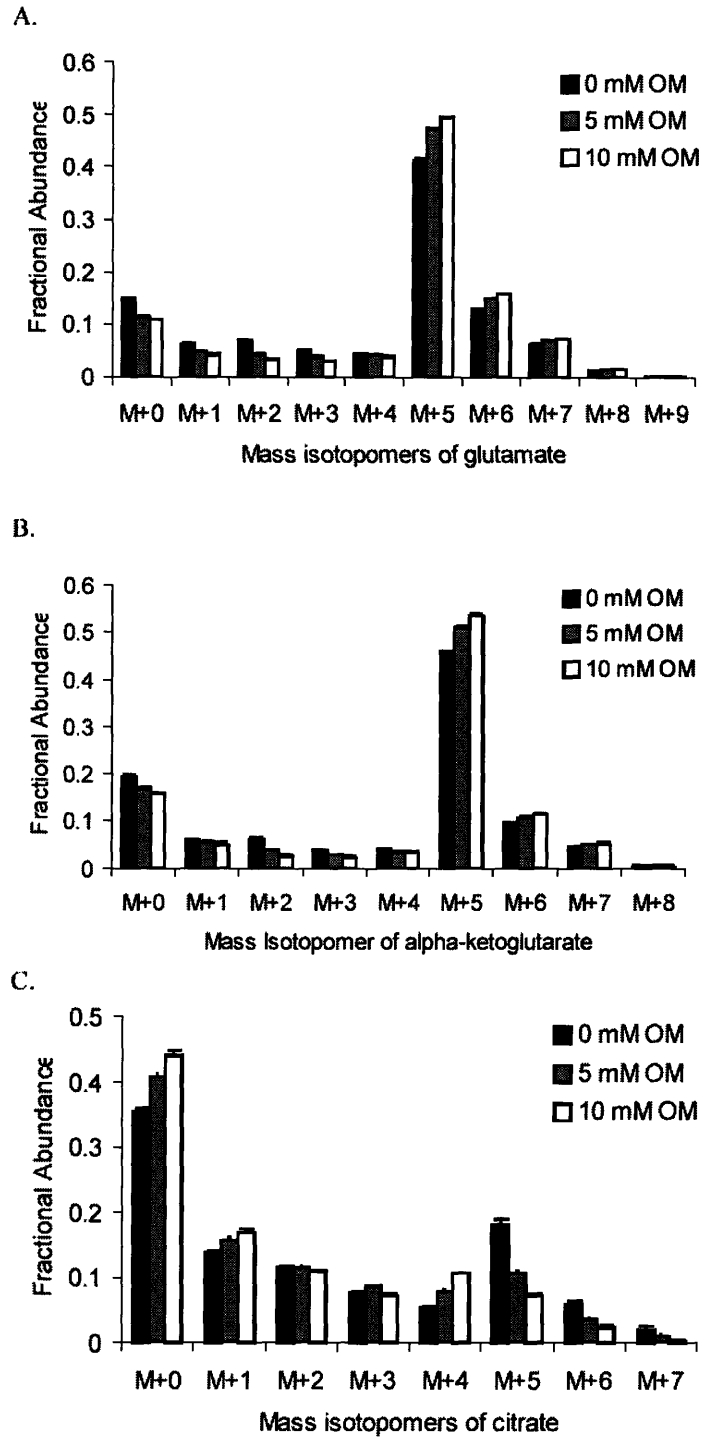 A.
0.6
0.5
0.4
0.3
0.2
0.1
0
Fractional Abundance
0 mM OM
5 mM OM
10 mM OM
M+0 M+1 M+2 M+3 M+4 M+5 M+6 M+7 M+8 M+9
Mass isotopomers of glutamate
B.
0.6
0.5
0.4
0.3
0.2
0.1
0
Fractional Abundance
0 mM OM
5 mM OM
10 mM OM
M+0 M+1 M+2 M+3 M+4 M+5 M+6 M+7 M+8
Mass Isotopomer of alpha-ketoglutarate
C.
0.5
0.4
0.3
0.2
0.1
0
Fractional Abundance
0 mM OM
5 mM OM
10 mM OM
M+0 M+1 M+2 M+3 M+4 M+5 M+6 M+7
Mass isotopomers of citrate